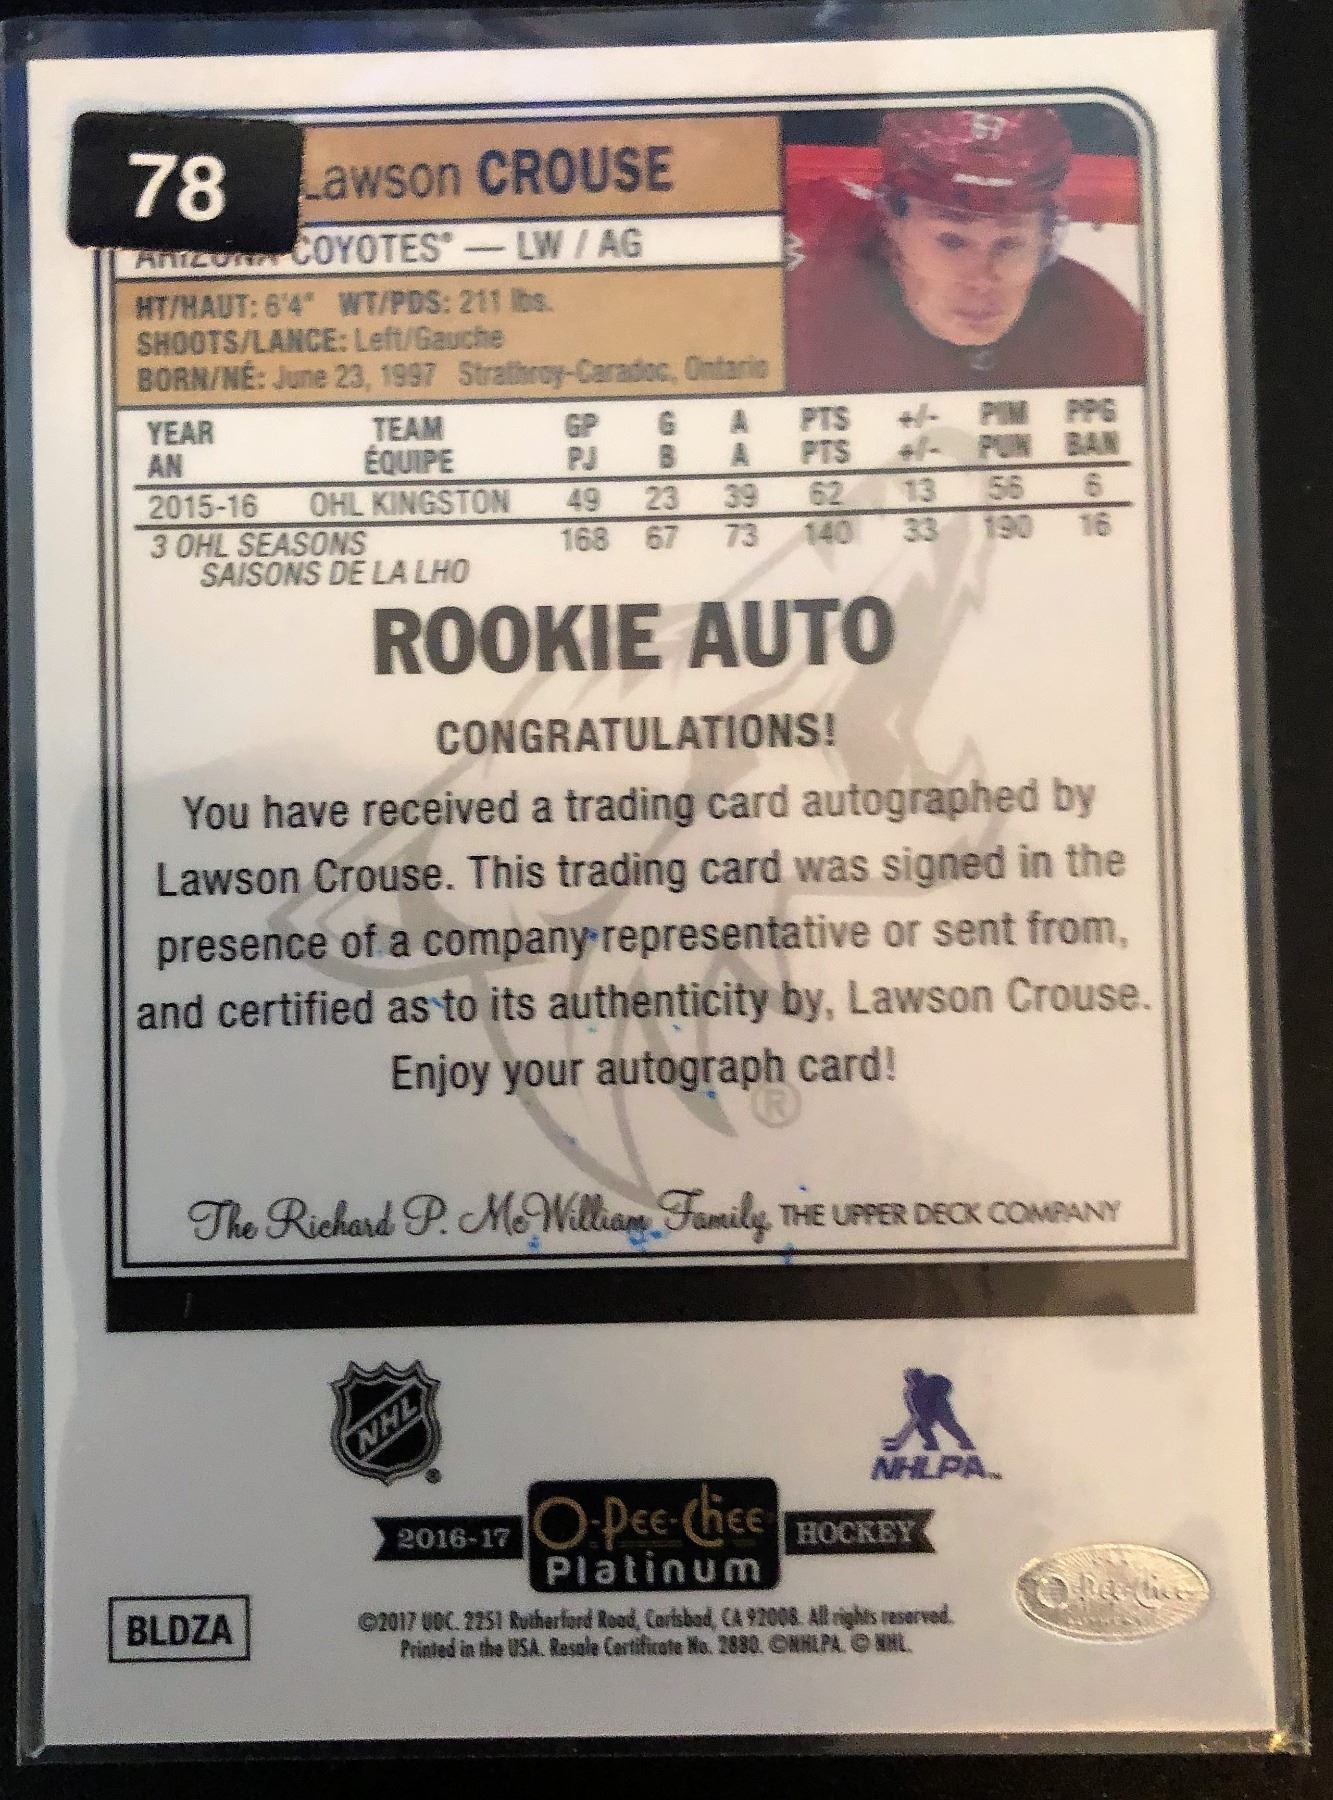 78
Lawson CROUSE
67
ARIZONA COYOTES® — LW / AG
HT/HAUT: 6'4" WT/PDS: 211 lbs.
SHOOTS/LANCE: Left/Gauche
BORN/NÉ: June 23, 1997 Strathroy-Caradoc, Ontario
YEAR TEAM GP G A PTS +/- PIM PPG
AN ÉQUIPE PJ B A PTS +/- PUN BAN
2015-16 OHL KINGSTON 49 23 39 62 13 56 6
3 OHL SEASONS 168 67 73 140 33 190 16
SAISONS DE LA LHO
ROOKIE AUTO
CONGRATULATIONS!
You have received a trading card autographed by
Lawson Crouse. This trading card was signed in the
presence of a company representative or sent from,
and certified as to its authenticity by, Lawson Crouse.
Enjoy your autograph card!
®
The Richard P. McWilliam Family, THE UPPER DECK COMPANY
NHL®
NHLPA™
2016-17 O-Pee-Chee HOCKEY
Platinum
O-Pee-Chee
BLDZA
©2017 UDC. 2251 Rutherford Road, Carlsbad, CA 92008. All rights reserved.
Printed in the USA. Resale Certificate No. 2880. ©NHLPA. © NHL.